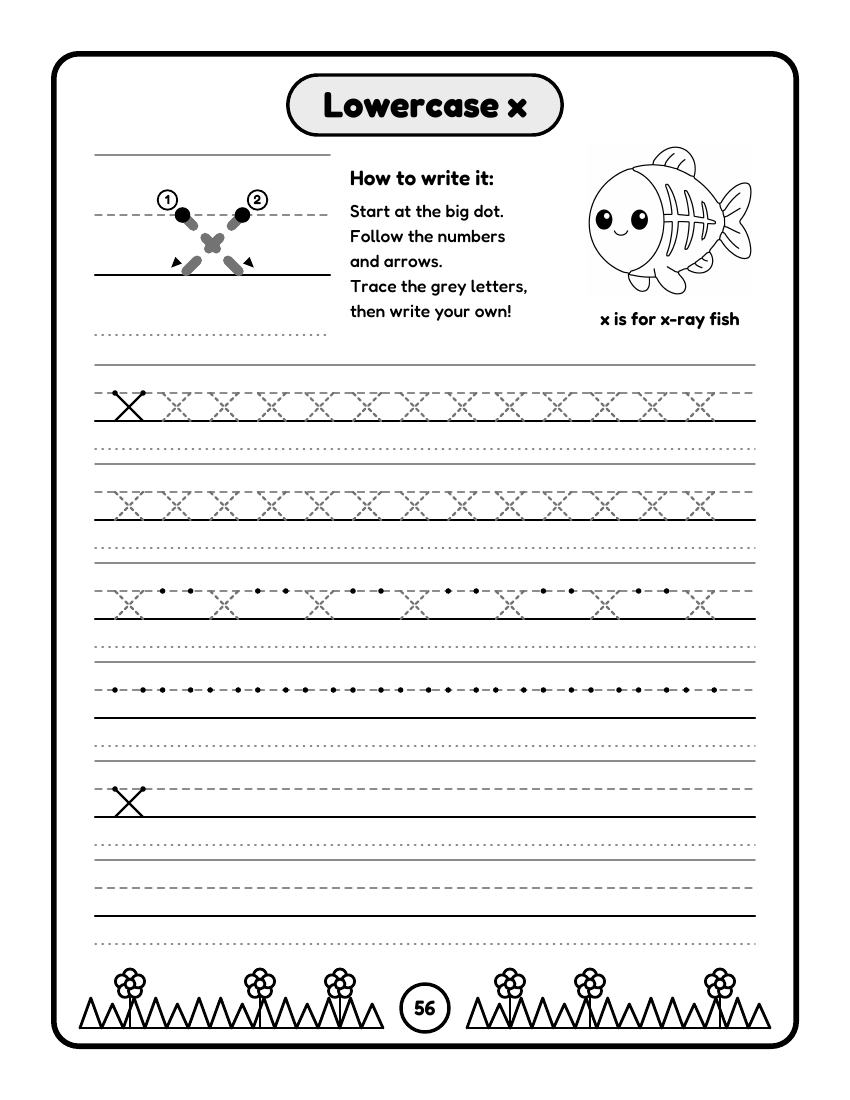 Lowercase x
1 2
How to write it:
Start at the big dot.
Follow the numbers
and arrows.
Trace the grey letters,
then write your own!
x is for x-ray fish
x x x x x x x x x x x x x
x x x x x x x x x x x x x
x x x x x x x
x
56